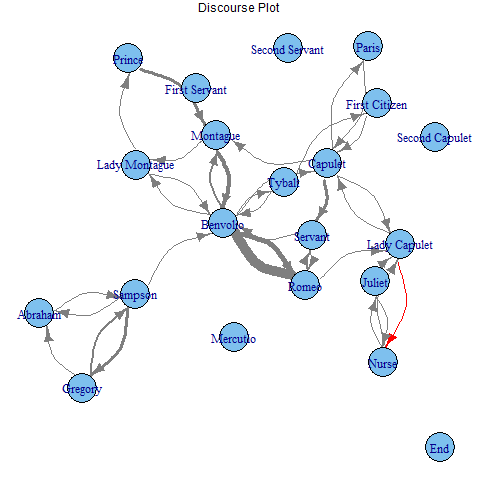 Discourse Plot
Paris
Second Servant
Prince
First Servant
First Citizen
Montague
Second Capulet
Lady Montague
Capulet
Tybalt
Benvolio
Servant
Lady Capulet
Juliet
Romeo
Sampson
Abraham
Mercutio
Nurse
Gregory
End